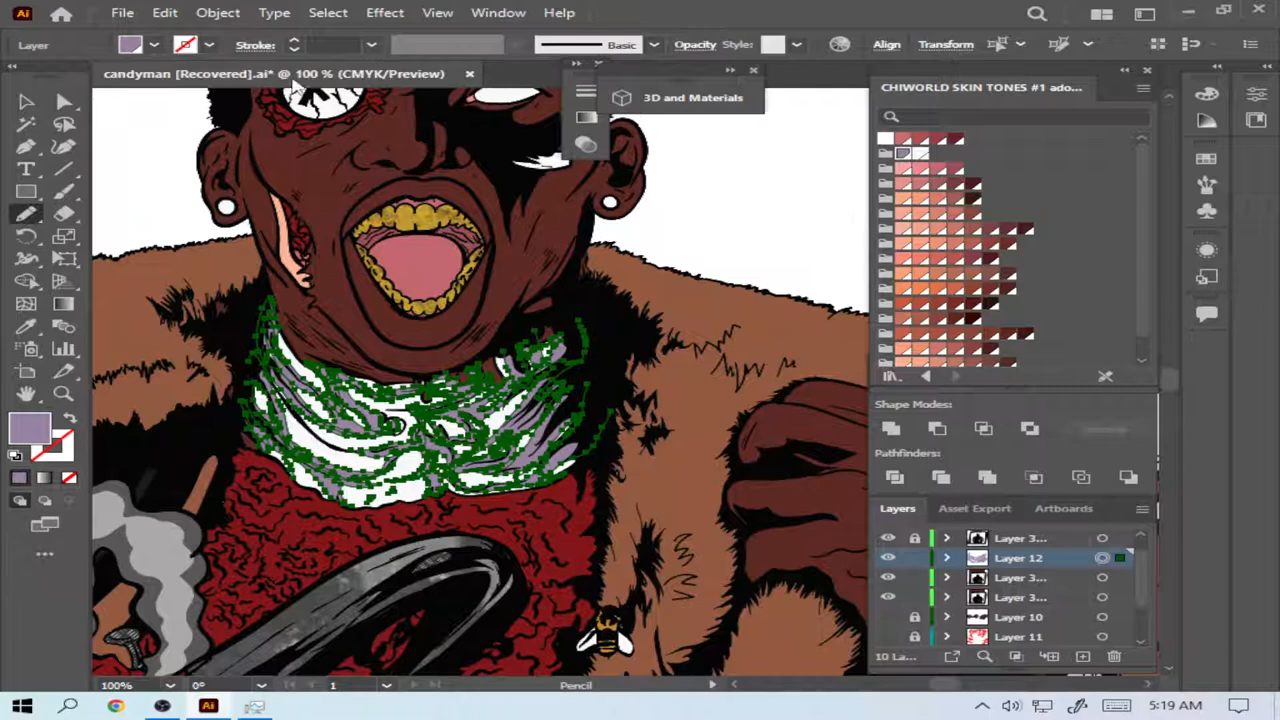 Ai File Edit Object Type Select Effect View Window Help
Layer Stroke: Basic Opacity Style: Align Transform
candyman [Recovered].ai* @ 100 % (CMYK/Preview)
3D and Materials
CHIWORLD SKIN TONES #1 ado...
Shape Modes:
Pathfinders:
Layers Asset Export Artboards
Layer 3...
Layer 12
Layer 3...
Layer 3...
Layer 10
Layer 11
10 La...
100% 0° 1 Pencil
Ai 5:19 AM